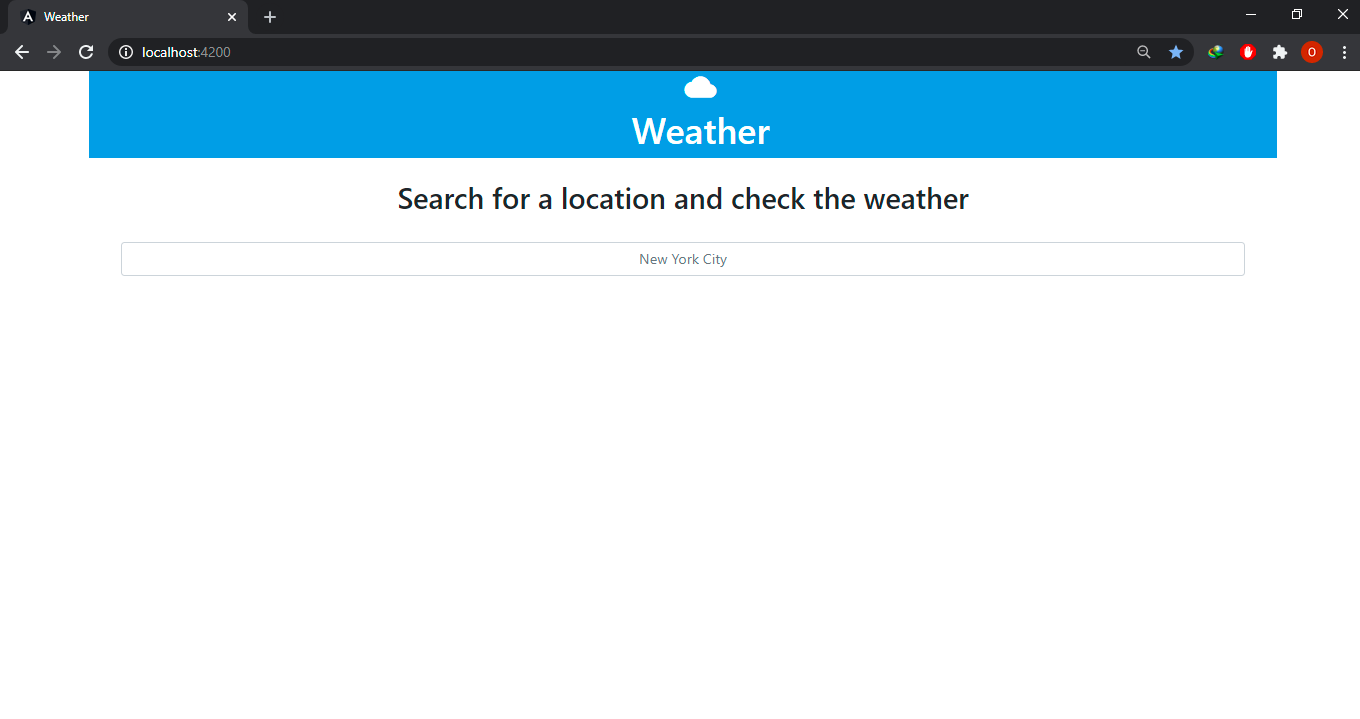 Weather
localhost:4200
O
Weather
Search for a location and check the weather
New York City